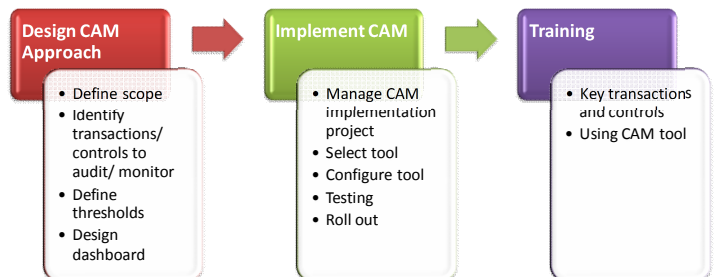 Design CAM
Approach
• Define scope
• Identify
transactions/
controls to
audit/ monitor
• Define
thresholds
• Design
dashboard
Implement CAM
• Manage CAM
implementation
project
• Select tool
• Configure tool
• Testing
• Roll out
Training
• Key transactions
and controls
• Using CAM tool